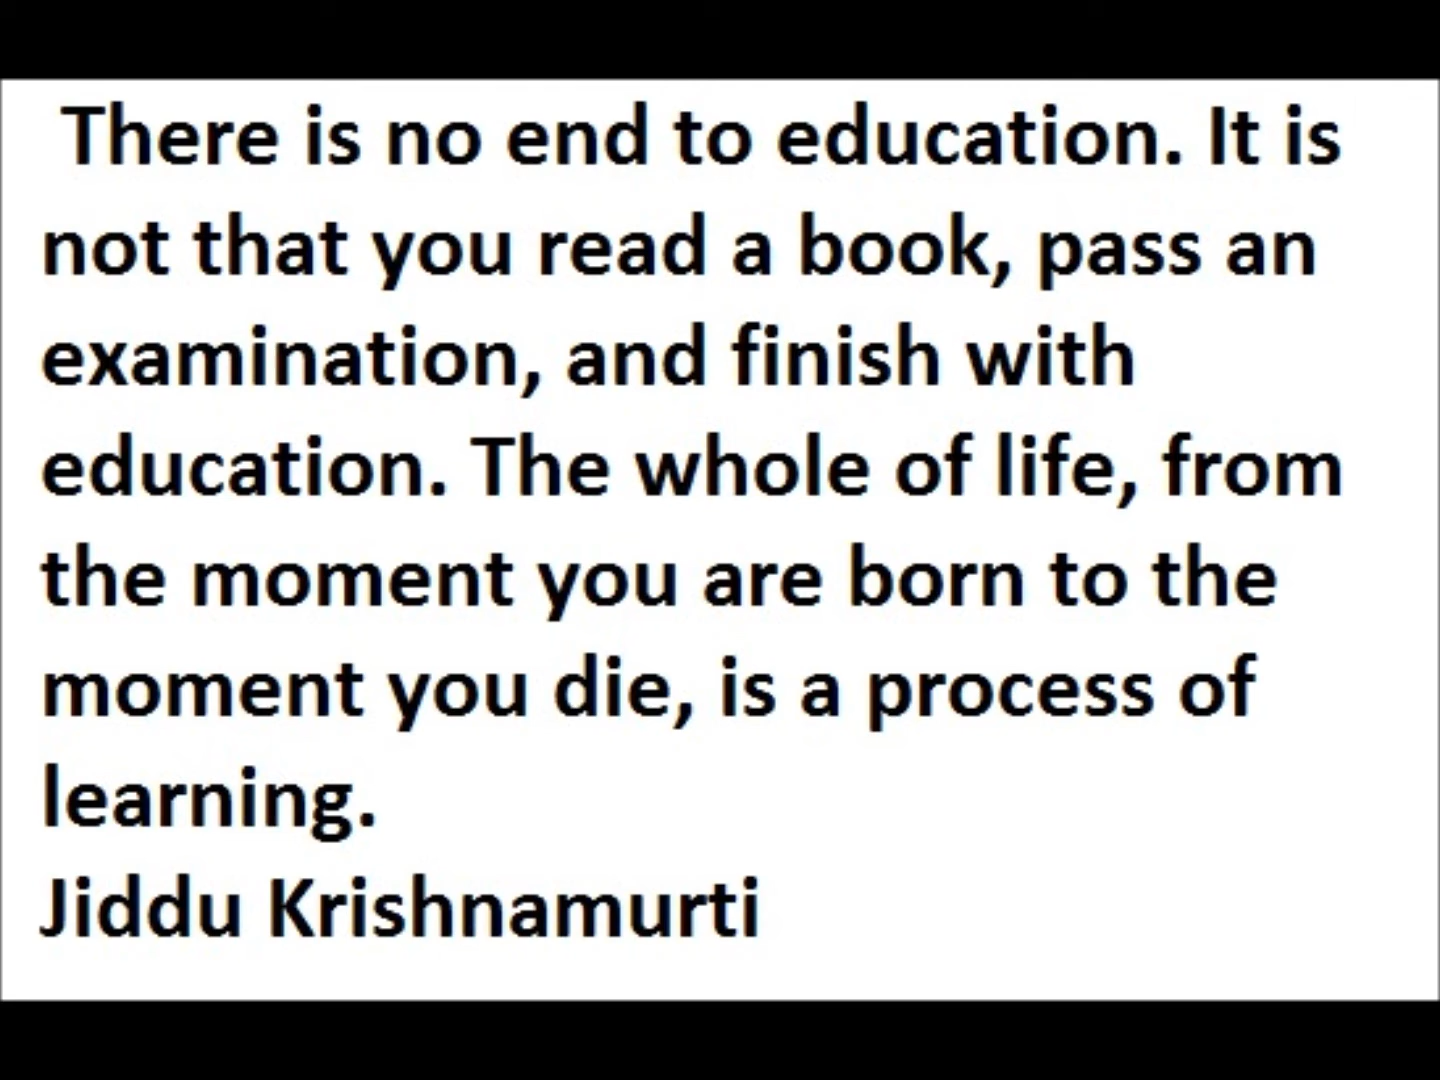 There is no end to education. It is
not that you read a book, pass an
examination, and finish with
education. The whole of life, from
the moment you are born to the
moment you die, is a process of
learning.
Jiddu Krishnamurti